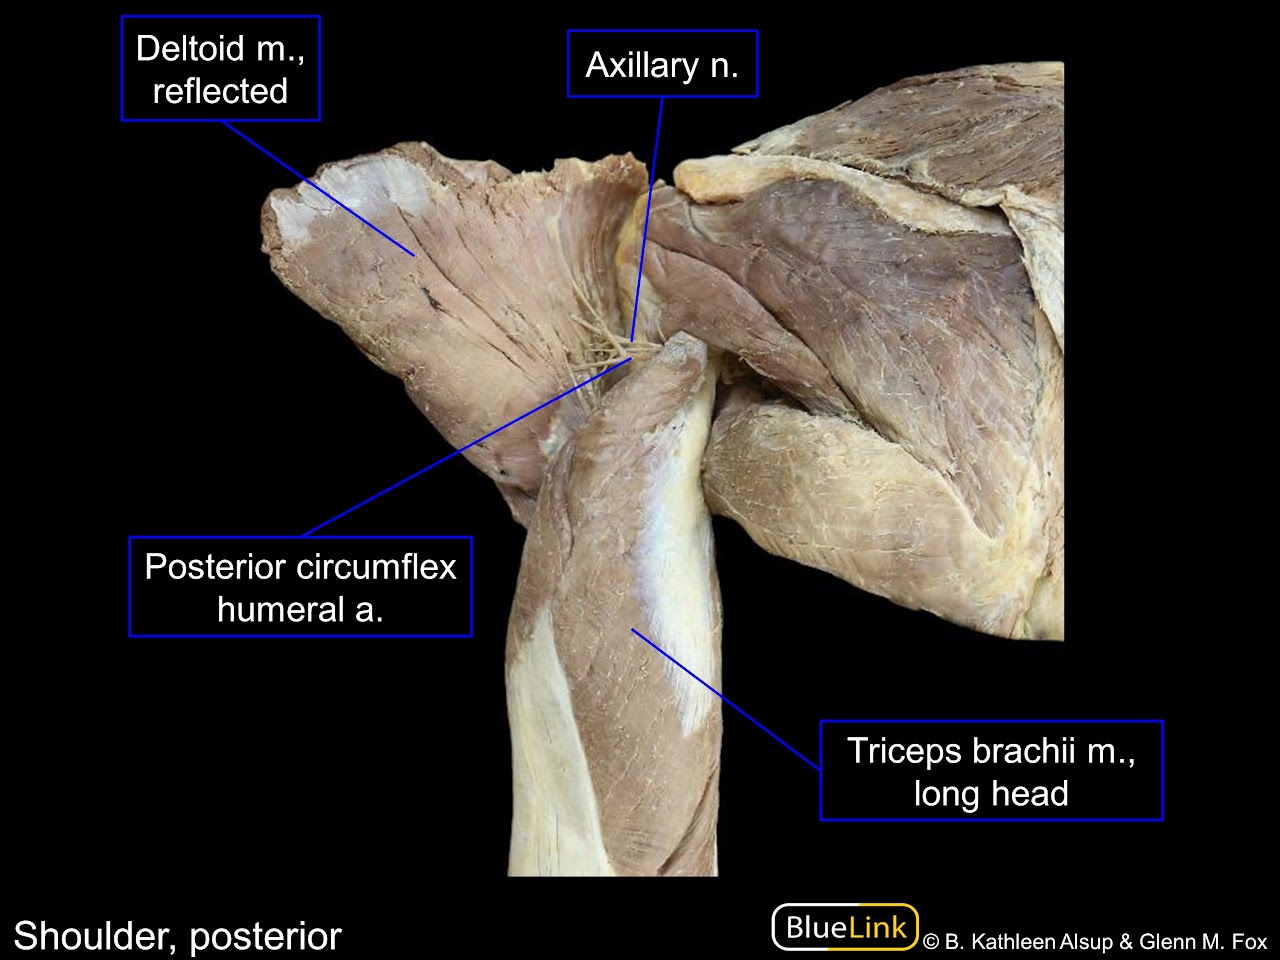 Deltoid m.,
reflected
Axillary n.
Posterior circumflex
humeral a.
Triceps brachii m.,
long head
Shoulder, posterior
BlueLink
© B. Kathleen Alsup & Glenn M. Fox